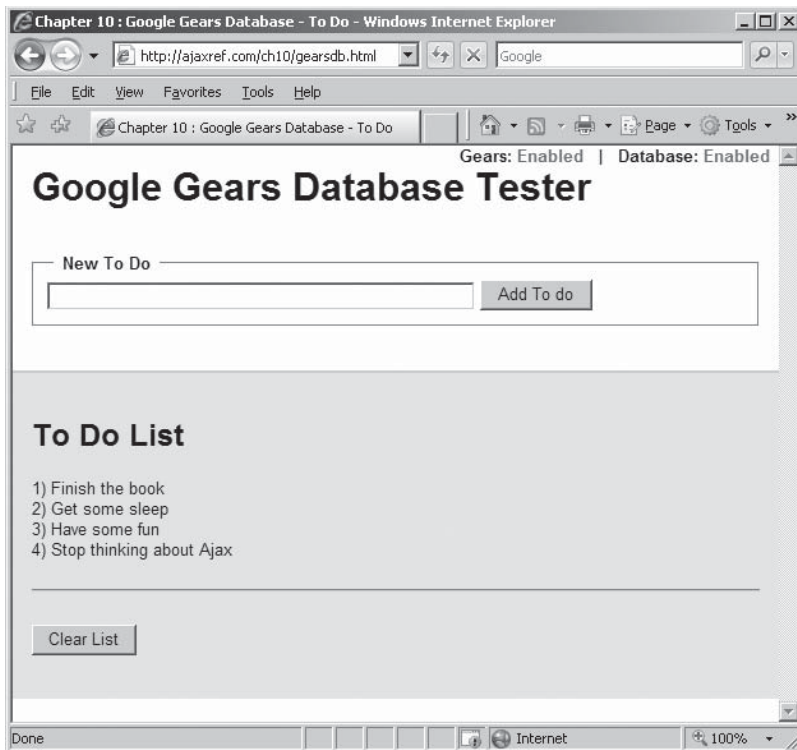 Chapter 10 : Google Gears Database - To Do - Windows Internet Explorer
http://ajaxref.com/ch10/gearsdb.html
Google
File Edit View Favorites Tools Help
Chapter 10 : Google Gears Database - To Do
Page Tools »
Gears: Enabled | Database: Enabled
Google Gears Database Tester
New To Do
Add To do
To Do List
1) Finish the book
2) Get some sleep
3) Have some fun
4) Stop thinking about Ajax
Clear List
Done Internet 100%